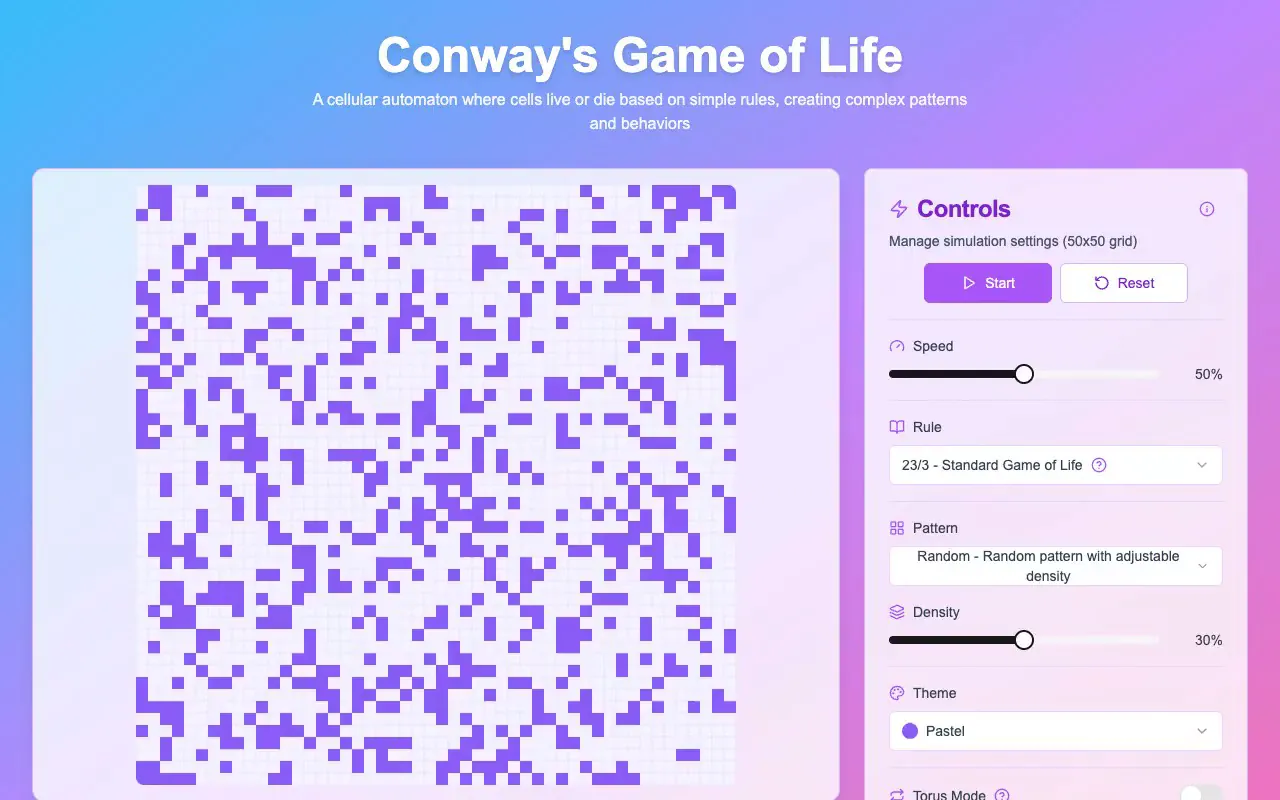 Conway's Game of Life
A cellular automaton where cells live or die based on simple rules, creating complex patterns
and behaviors
Controls
Manage simulation settings (50x50 grid)
Start
Reset
Speed
50%
Rule
23/3 - Standard Game of Life
Pattern
Random - Random pattern with adjustable
density
Density
30%
Theme
Pastel
Torus Mode